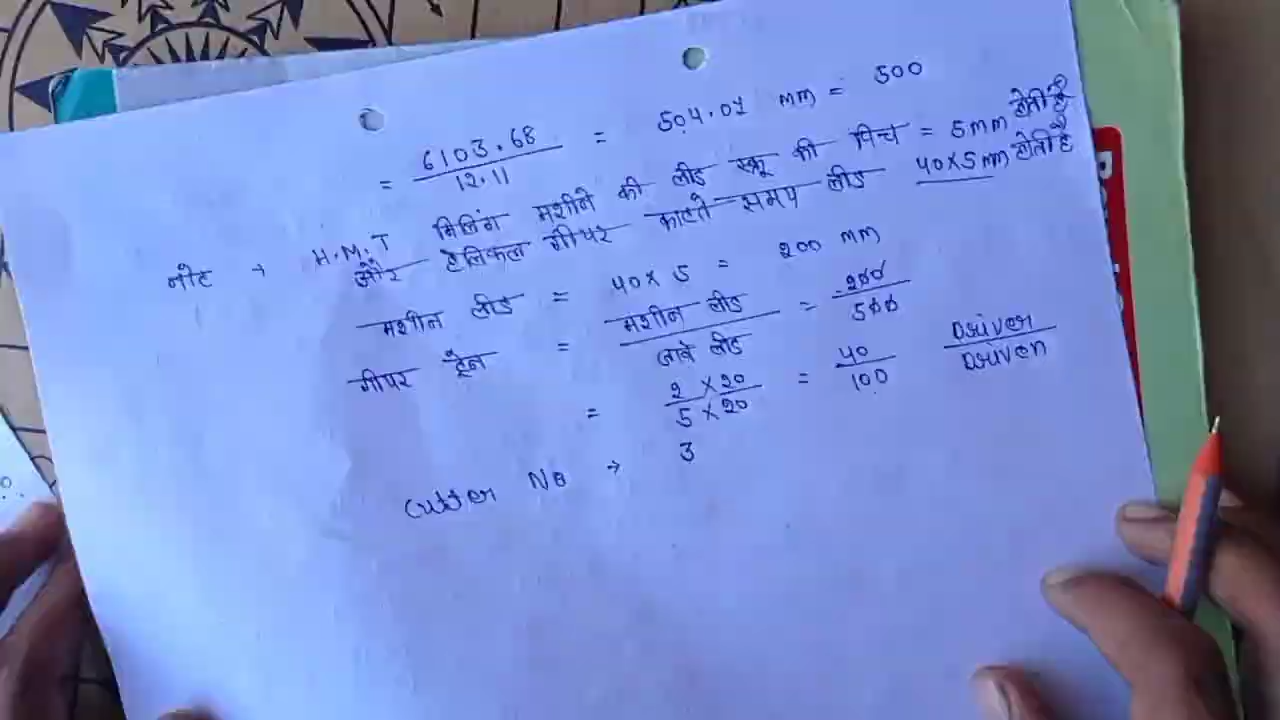 = 6103.68 / 12.11 = 504.01 mm = 500
नोट → H.M.T मिलिंग मशीने की लीड स्क्रू की पिच = 5mm होती है
और हेलिकल गीयर काटते समय लीड 40×5mm होती है
मशीन लीड = 40×5 = 200 mm
गीयर ट्रेन = मशीन लीड / जाव लीड = 200 / 500
= 2×20 / 5×20 = 40 / 100 Driver / Driven
Cutter No → 3